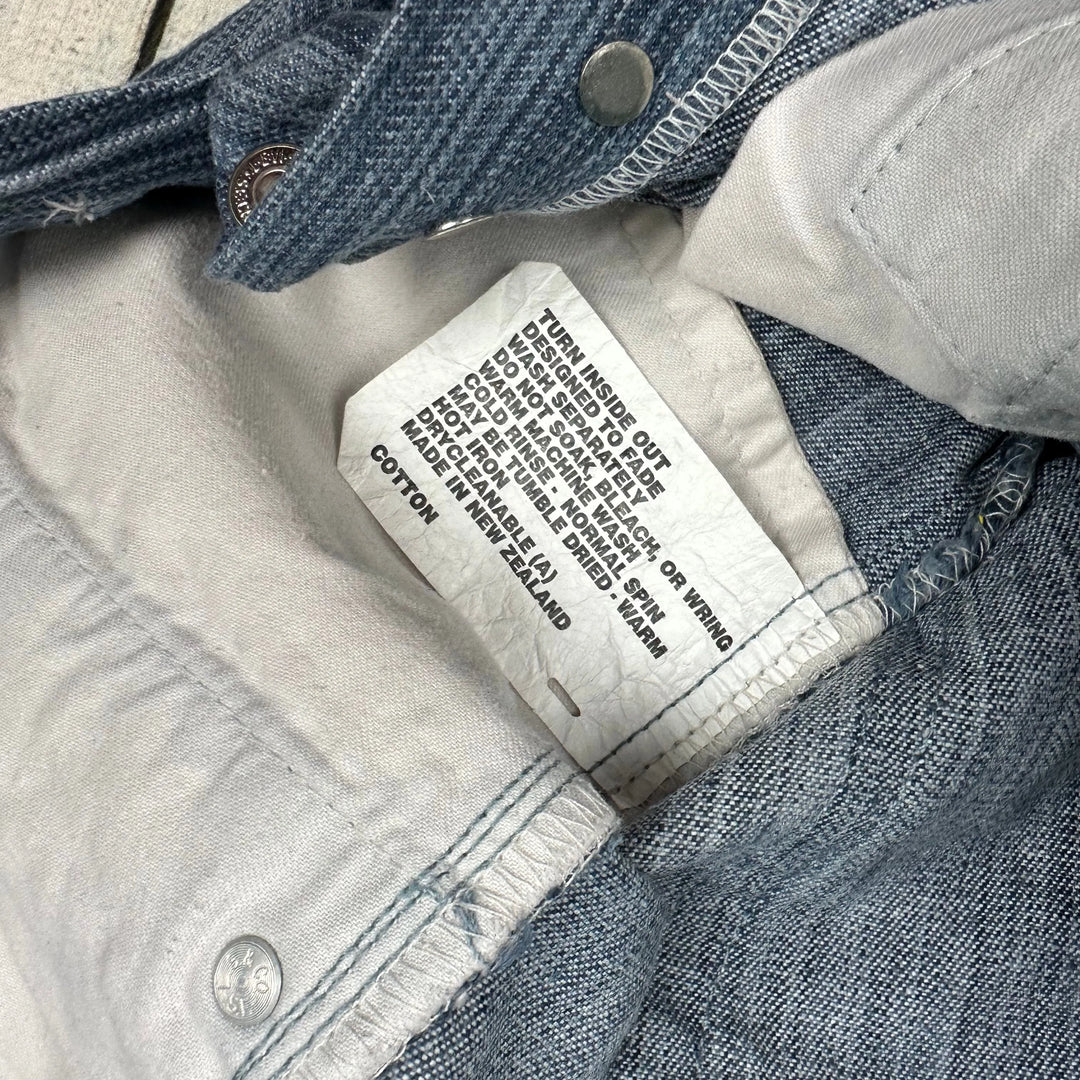 TURN INSIDE OUT
DESIGNED TO FADE
WASH SEPARATELY
DO NOT SOAK, BLEACH, OR WRING
WARM MACHINE WASH
COLD RINSE - NORMAL SPIN
MAY BE TUMBLE DRIED - WARM
HOT IRON
DRYCLEANABLE (A)
MADE IN NEW ZEALAND
COTTON